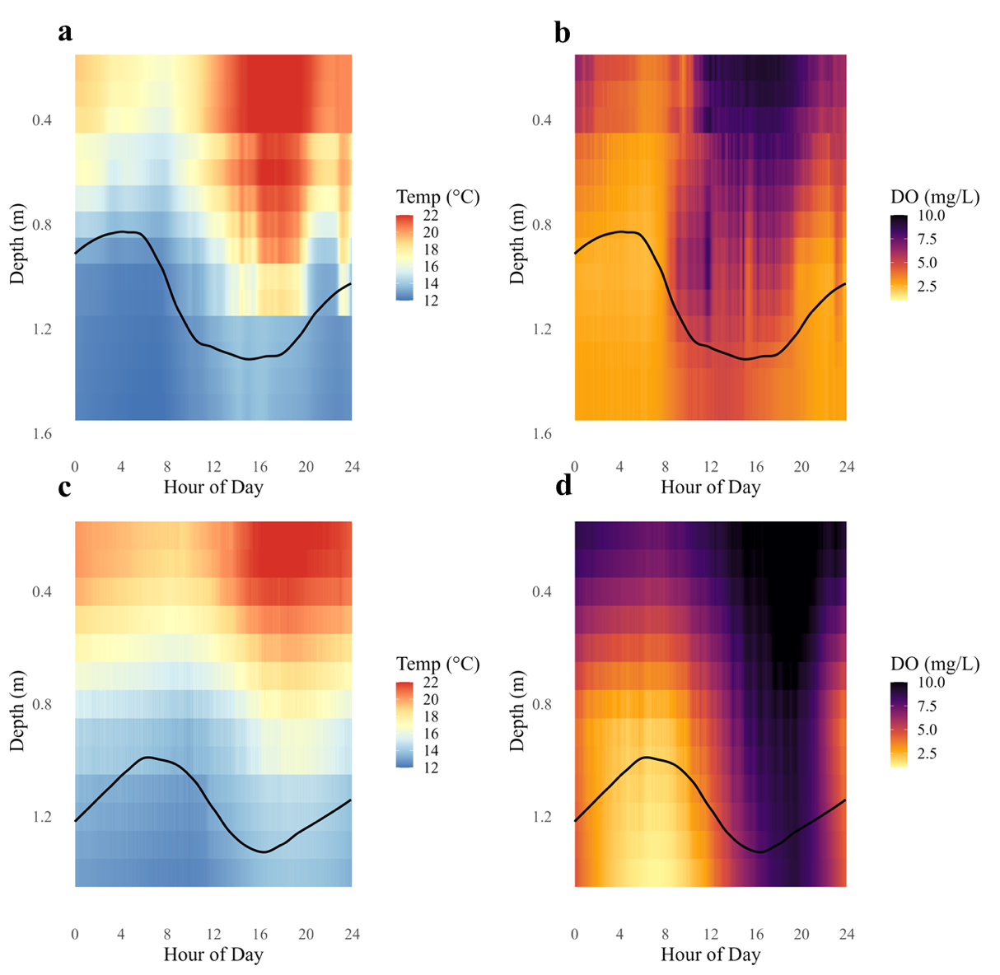 a
0.4
0.8
1.2
1.6
Depth (m)
0 4 8 12 16 20 24
Hour of Day
Temp (°C)
22
20
18
16
14
12
b
0.4
0.8
1.2
1.6
Depth (m)
0 4 8 12 16 20 24
Hour of Day
DO (mg/L)
10.0
7.5
5.0
2.5
c
0.4
0.8
1.2
Depth (m)
0 4 8 12 16 20 24
Hour of Day
Temp (°C)
22
20
18
16
14
12
d
0.4
0.8
1.2
Depth (m)
0 4 8 12 16 20 24
Hour of Day
DO (mg/L)
10.0
7.5
5.0
2.5